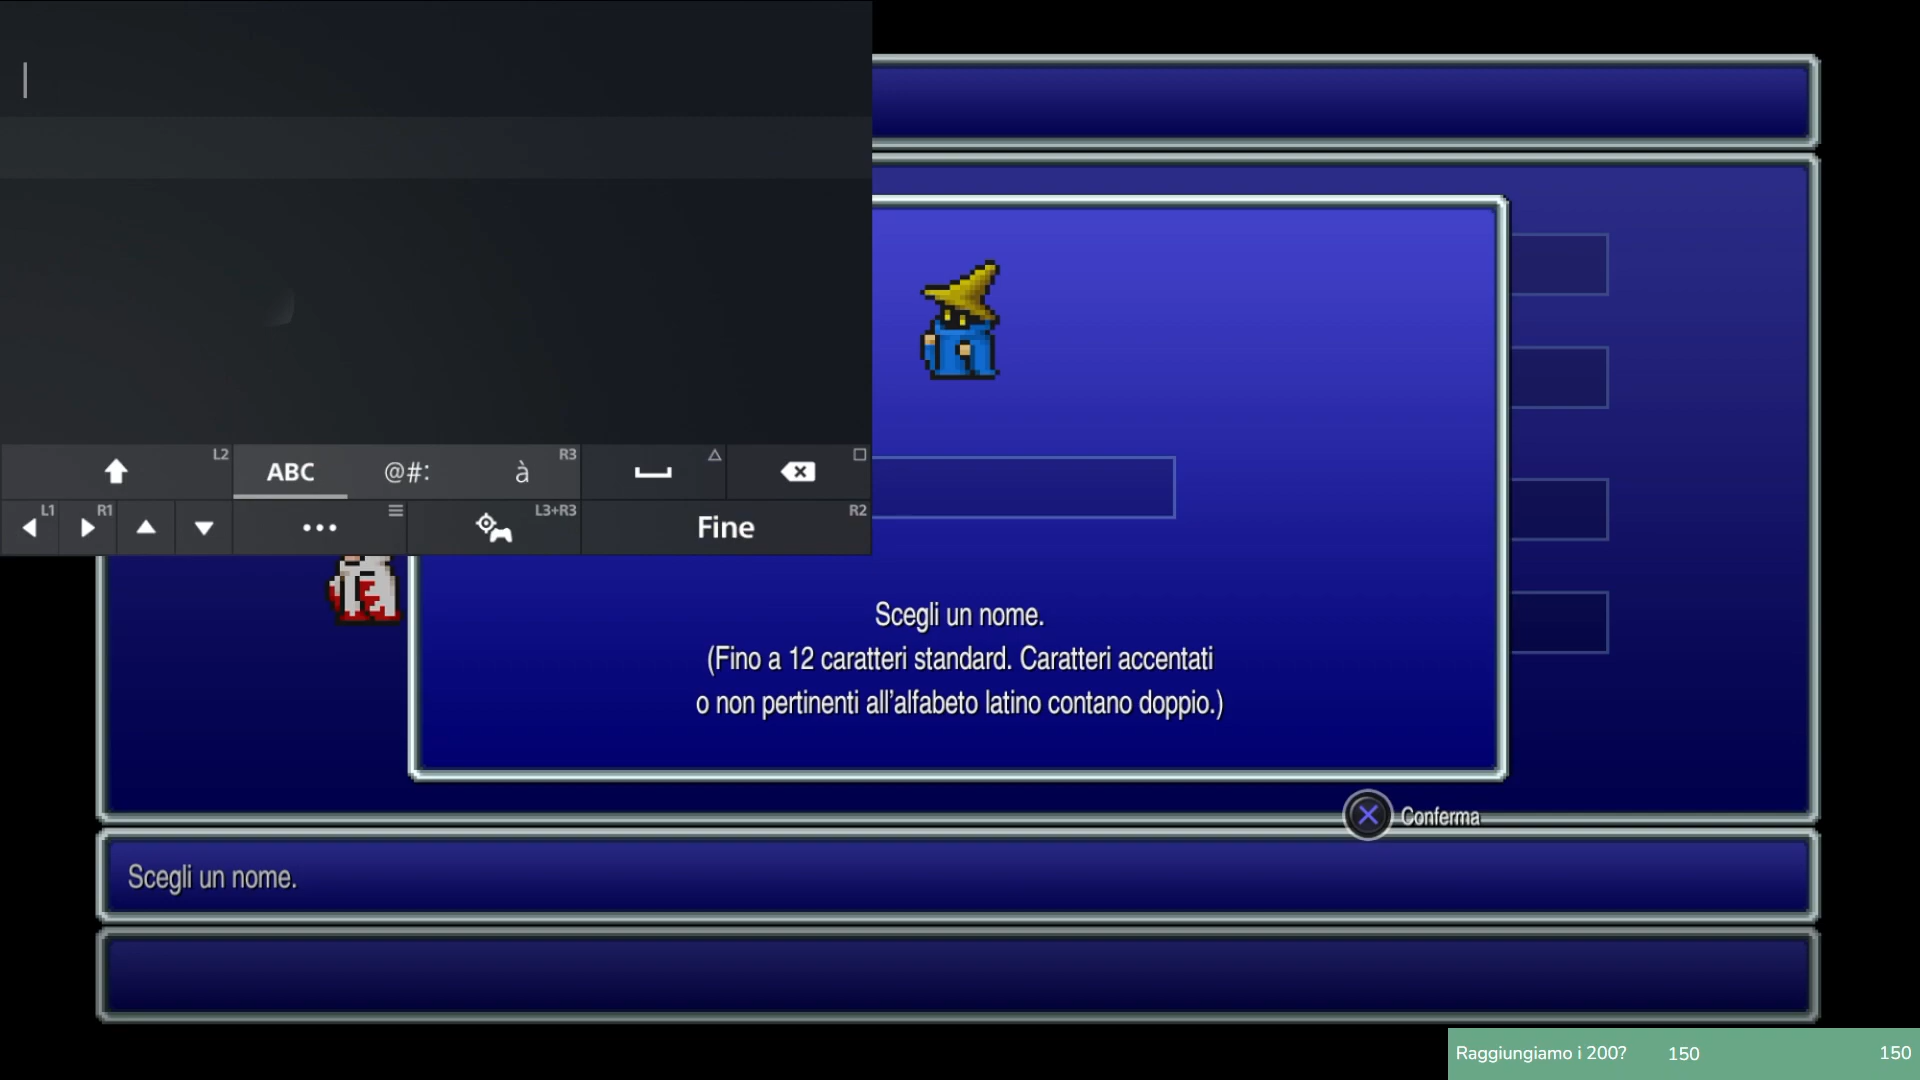 L2
ABC
@#:
à
R3
L1
R1
L3+R3
Fine
R2
Scegli un nome.
(Fino a 12 caratteri standard. Caratteri accentati
o non pertinenti all'alfabeto latino contano doppio.)
Conferma
Scegli un nome.
Raggiungiamo i 200? 150 150